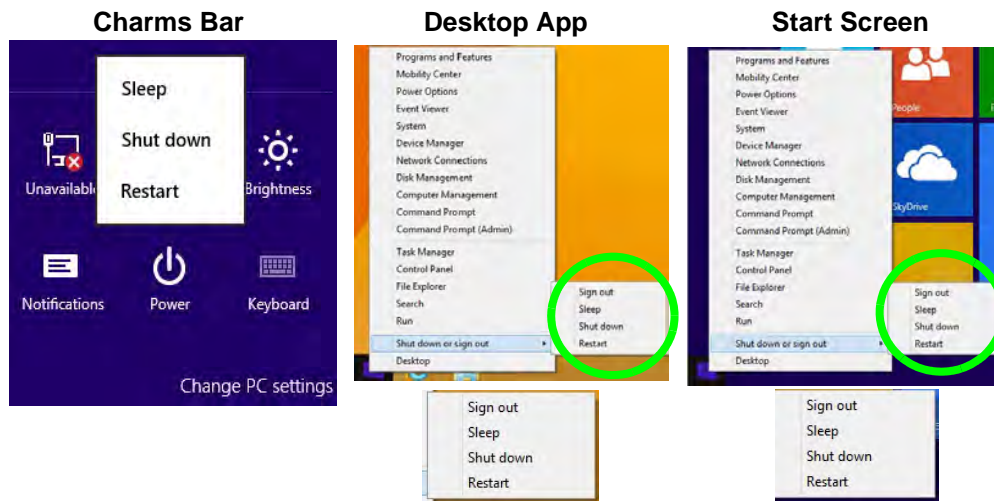 Charms Bar
Sleep
Shut down
Restart
Unavailabl
Brightness
Notifications
Power
Keyboard
Change PC settings
Desktop App
Programs and Features
Mobility Center
Power Options
Event Viewer
System
Device Manager
Network Connections
Disk Management
Computer Management
Command Prompt
Command Prompt (Admin)
Task Manager
Control Panel
File Explorer
Search
Run
Shut down or sign out
Desktop
Sign out
Sleep
Shut down
Restart
Sign out
Sleep
Shut down
Restart
Start Screen
Programs and Features
Mobility Center
Power Options
Event Viewer
System
Device Manager
Network Connections
Disk Management
Computer Management
Command Prompt
Command Prompt (Admin)
Task Manager
Control Panel
File Explorer
Search
Run
Shut down or sign out
Desktop
People
SkyDrive
Sign out
Sleep
Shut down
Restart
Sign out
Sleep
Shut down
Restart